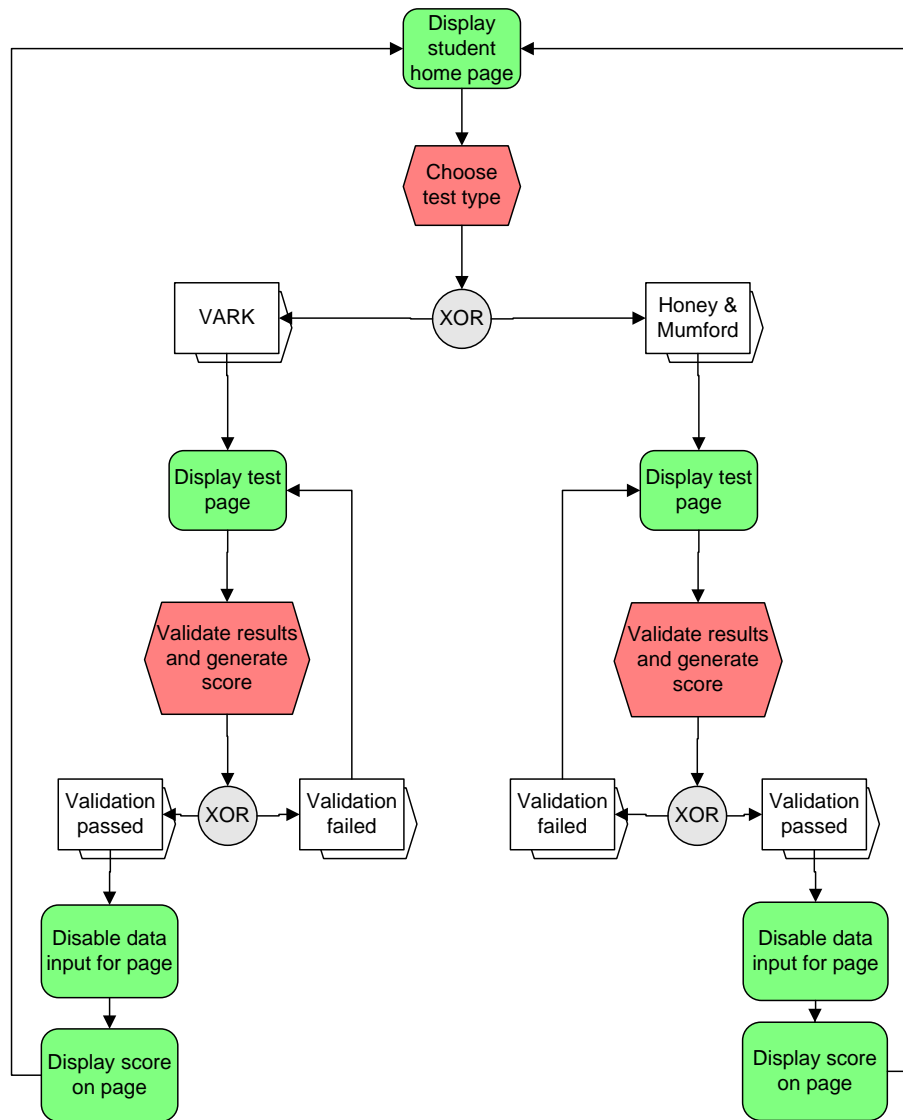 Display
student
home page
Choose
test type
VARK
XOR
Honey &
Mumford
Display test
page
Display test
page
Validate results
and generate
score
Validate results
and generate
score
Validation
passed
XOR
Validation
failed
Validation
failed
XOR
Validation
passed
Disable data
input for page
Disable data
input for page
Display score
on page
Display score
on page